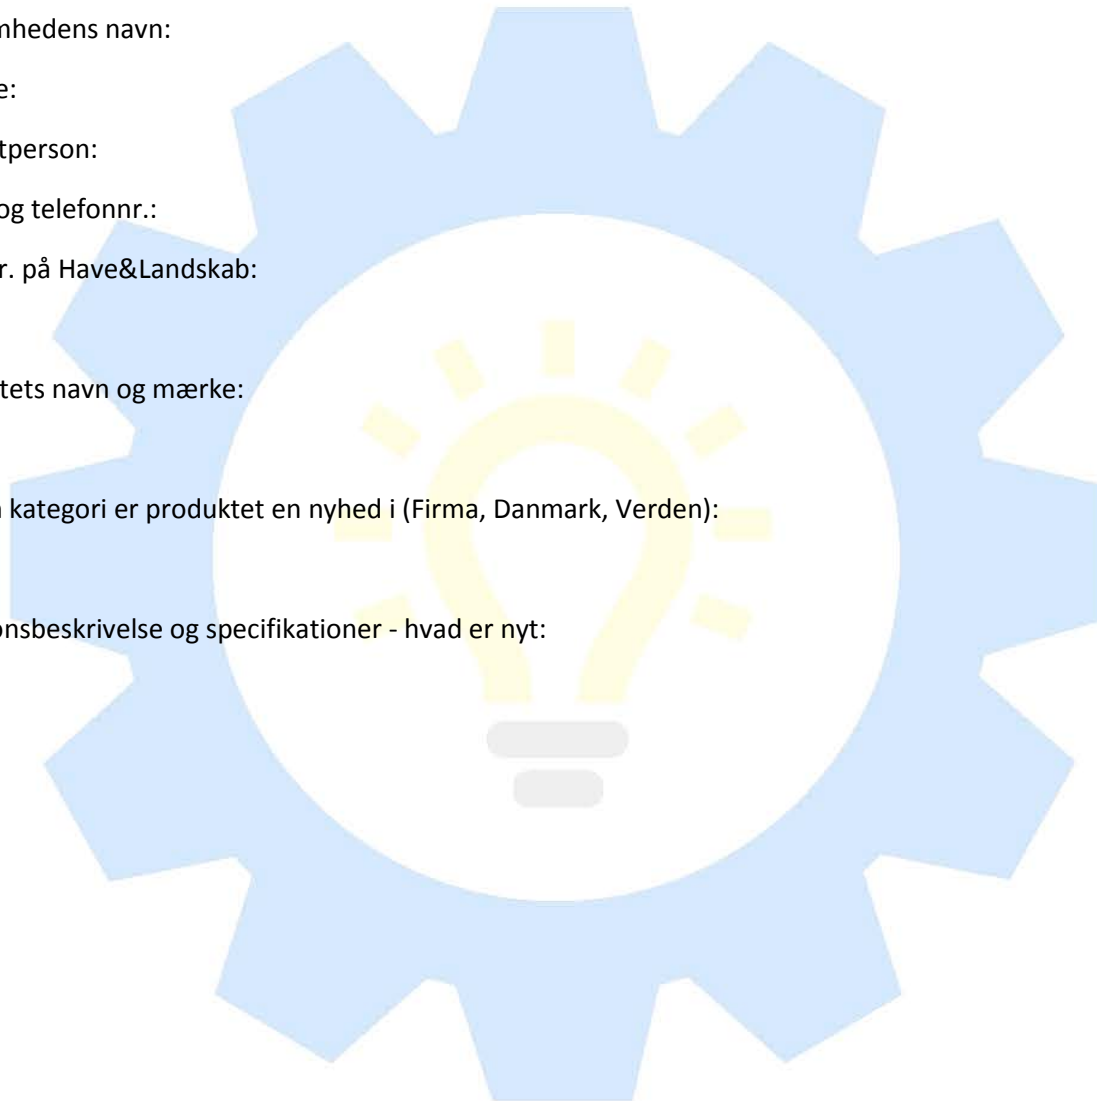 mhedens navn:
e:
tperson:
og telefonnr.:
r. på Have&Landskab:
tets navn og mærke:
kategori er produktet en nyhed i (Firma, Danmark, Verden):
onsbeskrivelse og specifikationer - hvad er nyt: